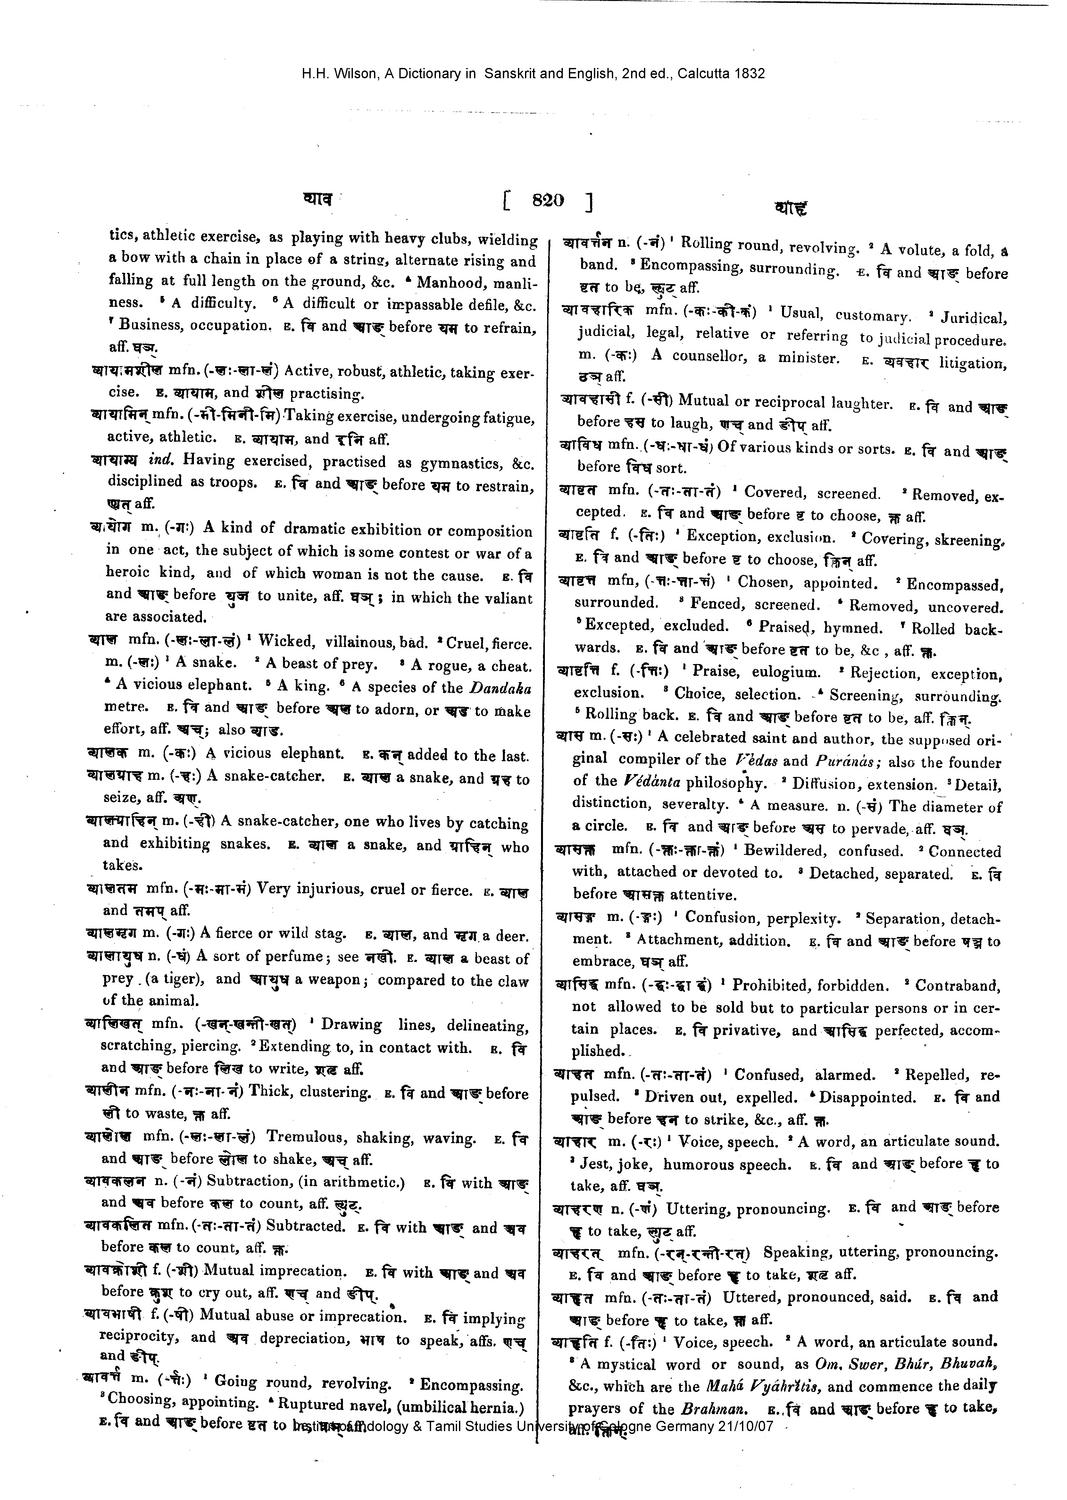 H.H. Wilson, A Dictionary in Sanskrit and English, 2nd ed., Calcutta 1832
व्याव
[ 820 ]
व्याहृ
tics, athletic exercise, as playing with heavy clubs, wielding
a bow with a chain in place of a string, alternate rising and
falling at full length on the ground, &c. ⁴ Manhood, manli-
ness. ⁵ A difficulty. ⁶ A difficult or impassable defile, &c.
⁷ Business, occupation. E. वि and आङ् before यम to refrain,
aff. घञ्.
व्यायामशील mfn. (-लः-ला-लं) Active, robust, athletic, taking exer-
cise. E. व्यायाम, and शील practising.
व्यायामिन् mfn. (-मी-मिनी-मि) Taking exercise, undergoing fatigue,
active, athletic. E. व्यायाम, and इनि aff.
व्यायाम्य ind. Having exercised, practised as gymnastics, &c.
disciplined as troops. E. वि and आङ् before यम to restrain,
ल्यप् aff.
व्यायोग m. (-गः) A kind of dramatic exhibition or composition
in one act, the subject of which is some contest or war of a
heroic kind, and of which woman is not the cause. E. वि
and आङ् before युज to unite, aff. घञ्; in which the valiant
are associated.
व्याल mfn. (-लः-ला-लं) ¹ Wicked, villainous, bad. ² Cruel, fierce.
m. (-लः) ¹ A snake. ² A beast of prey. ³ A rogue, a cheat.
⁴ A vicious elephant. ⁵ A king. ⁶ A species of the Dandaka
metre. E. वि and आङ् before अल to adorn, or अड to make
effort, aff. अच्; also व्याड.
व्यालक m. (-कः) A vicious elephant. E. कन् added to the last.
व्यालग्राह m. (-हः) A snake-catcher. E. व्याल a snake, and ग्रह to
seize, aff. अण्.
व्यालग्राहिन् m. (-ही) A snake-catcher, one who lives by catching
and exhibiting snakes. E. व्याल a snake, and ग्राहिन् who
takes.
व्यालतम mfn. (-मः-मा-मं) Very injurious, cruel or fierce. E. व्याल
and तमप् aff.
व्यालमृग m. (-गः) A fierce or wild stag. E. व्याल, and मृग a deer.
व्यालायुध n. (-धं) A sort of perfume; see नखी. E. व्याल a beast of
prey (a tiger), and आयुध a weapon; compared to the claw
of the animal.
व्यालिखत् mfn. (-खन्-खन्ती-खत्) ¹ Drawing lines, delineating,
scratching, piercing. ² Extending to, in contact with. E. वि
and आङ् before लिख to write, शतृ aff.
व्यालीन mfn. (-नः-ना-नं) Thick, clustering. E. वि and आङ् before
ली to waste, क्त aff.
व्यालोल mfn. (-लः-ला-लं) Tremulous, shaking, waving. E. वि
and आङ् before लोल to shake, अच् aff.
व्यावकलन n. (-नं) Subtraction, (in arithmetic.) E. वि with आङ्
and अव before कल to count, aff. ल्युट्.
व्यावकलित mfn. (-तः-ता-तं) Subtracted. E. वि with आङ् and अव
before कल to count, aff. क्त.
व्यावक्रोशी f. (-शी) Mutual imprecation. E. वि with आङ् and अव
before क्रुश to cry out, aff. णच् and ङीप्.
व्यावभाषी f. (-षी) Mutual abuse or imprecation. E. वि implying
reciprocity, and अव depreciation, भाष to speak, affs. णच्
and ङीप्.
व्यावर्त्त m. (-र्त्तः) ¹ Going round, revolving. ² Encompassing.
³ Choosing, appointing. ⁴ Ruptured navel, (umbilical hernia.)
E. वि and आङ् before वृत to be, घञ् aff.
व्यावर्त्तन n. (-नं) ¹ Rolling round, revolving. ² A volute, a fold, a
band. ³ Encompassing, surrounding. E. वि and आङ् before
वृत to be, ल्युट् aff.
व्यावहारिक mfn. (-कः-की-कं) ¹ Usual, customary. ² Juridical,
judicial, legal, relative or referring to judicial procedure.
m. (-कः) A counsellor, a minister. E. व्यवहार litigation,
ठञ् aff.
व्यावहासी f. (-सी) Mutual or reciprocal laughter. E. वि and आङ्
before हस to laugh, णच् and ङीप् aff.
व्याविध mfn. (-धः-धा-धं) Of various kinds or sorts. E. वि and आङ्
before विध sort.
व्यावृत mfn. (-तः-ता-तं) ¹ Covered, screened. ² Removed, ex-
cepted. E. वि and आङ् before वृ to choose, क्त aff.
व्यावृति f. (-तिः) ¹ Exception, exclusion. ² Covering, skreening.
E. वि and आङ् before वृ to choose, क्तिन् aff.
व्यावृत्त mfn, (-त्तः-त्ता-त्तं) ¹ Chosen, appointed. ² Encompassed,
surrounded. ³ Fenced, screened. ⁴ Removed, uncovered.
⁵ Excepted, excluded. ⁶ Praised, hymned. ⁷ Rolled back-
wards. E. वि and आङ् before वृत to be, &c , aff. क्त.
व्यावृत्ति f. (-त्तिः) ¹ Praise, eulogium. ² Rejection, exception,
exclusion. ³ Choice, selection. ⁴ Screening, surrounding.
⁵ Rolling back. E. वि and आङ् before वृत to be, aff. क्तिन्.
व्यास m. (-सः) ¹ A celebrated saint and author, the supposed ori-
ginal compiler of the Védas and Puránás; also the founder
of the Védánta philosophy. ² Diffusion, extension. ³ Detail,
distinction, severalty. ⁴ A measure. n. (-सं) The diameter of
a circle. E. वि and आङ् before अस to pervade, aff. घञ्.
व्यासक्त mfn. (-क्तः-क्ता-क्तं) ¹ Bewildered, confused. ² Connected
with, attached or devoted to. ³ Detached, separated. E. वि
before आसक्त attentive.
व्यासङ्ग m. (-ङ्गः) ¹ Confusion, perplexity. ² Separation, detach-
ment. ³ Attachment, addition. E. वि and आङ् before षञ्ज to
embrace, घञ् aff.
व्यासिद्ध mfn. (-द्धः-द्धा द्धं) ¹ Prohibited, forbidden. ² Contraband,
not allowed to be sold but to particular persons or in cer-
tain places. E. वि privative, and आसिद्ध perfected, accom-
plished.
व्याहत mfn. (-तः-ता-तं) ¹ Confused, alarmed. ² Repelled, re-
pulsed. ³ Driven out, expelled. ⁴ Disappointed. E. वि and
आङ् before हन to strike, &c., aff. क्त.
व्याहार m. (-रः) ¹ Voice, speech. ² A word, an articulate sound.
³ Jest, joke, humorous speech. E. वि and आङ् before हृ to
take, aff. घञ्.
व्याहरण n. (-णं) Uttering, pronouncing. E. वि and आङ् before
हृ to take, ल्युट् aff.
व्याहरत् mfn. (-रन्-रन्ती-रत्) Speaking, uttering, pronouncing.
E. वि and आङ् before हृ to take, शतृ aff.
व्याहृत mfn. (-तः-ता-तं) Uttered, pronounced, said. E. वि and
आङ् before हृ to take, क्त aff.
व्याहृति f. (-तिः) ¹ Voice, speech. ² A word, an articulate sound.
³ A mystical word or sound, as Om, Swer, Bhúr, Bhuvah,
&c., which are the Mahá Vyáhrĭtis, and commence the daily
prayers of the Brahman. E. वि and आङ् before हृ to take,
aff. क्तिन्.
Institute of Indology & Tamil Studies University of Cologne Germany 21/10/07